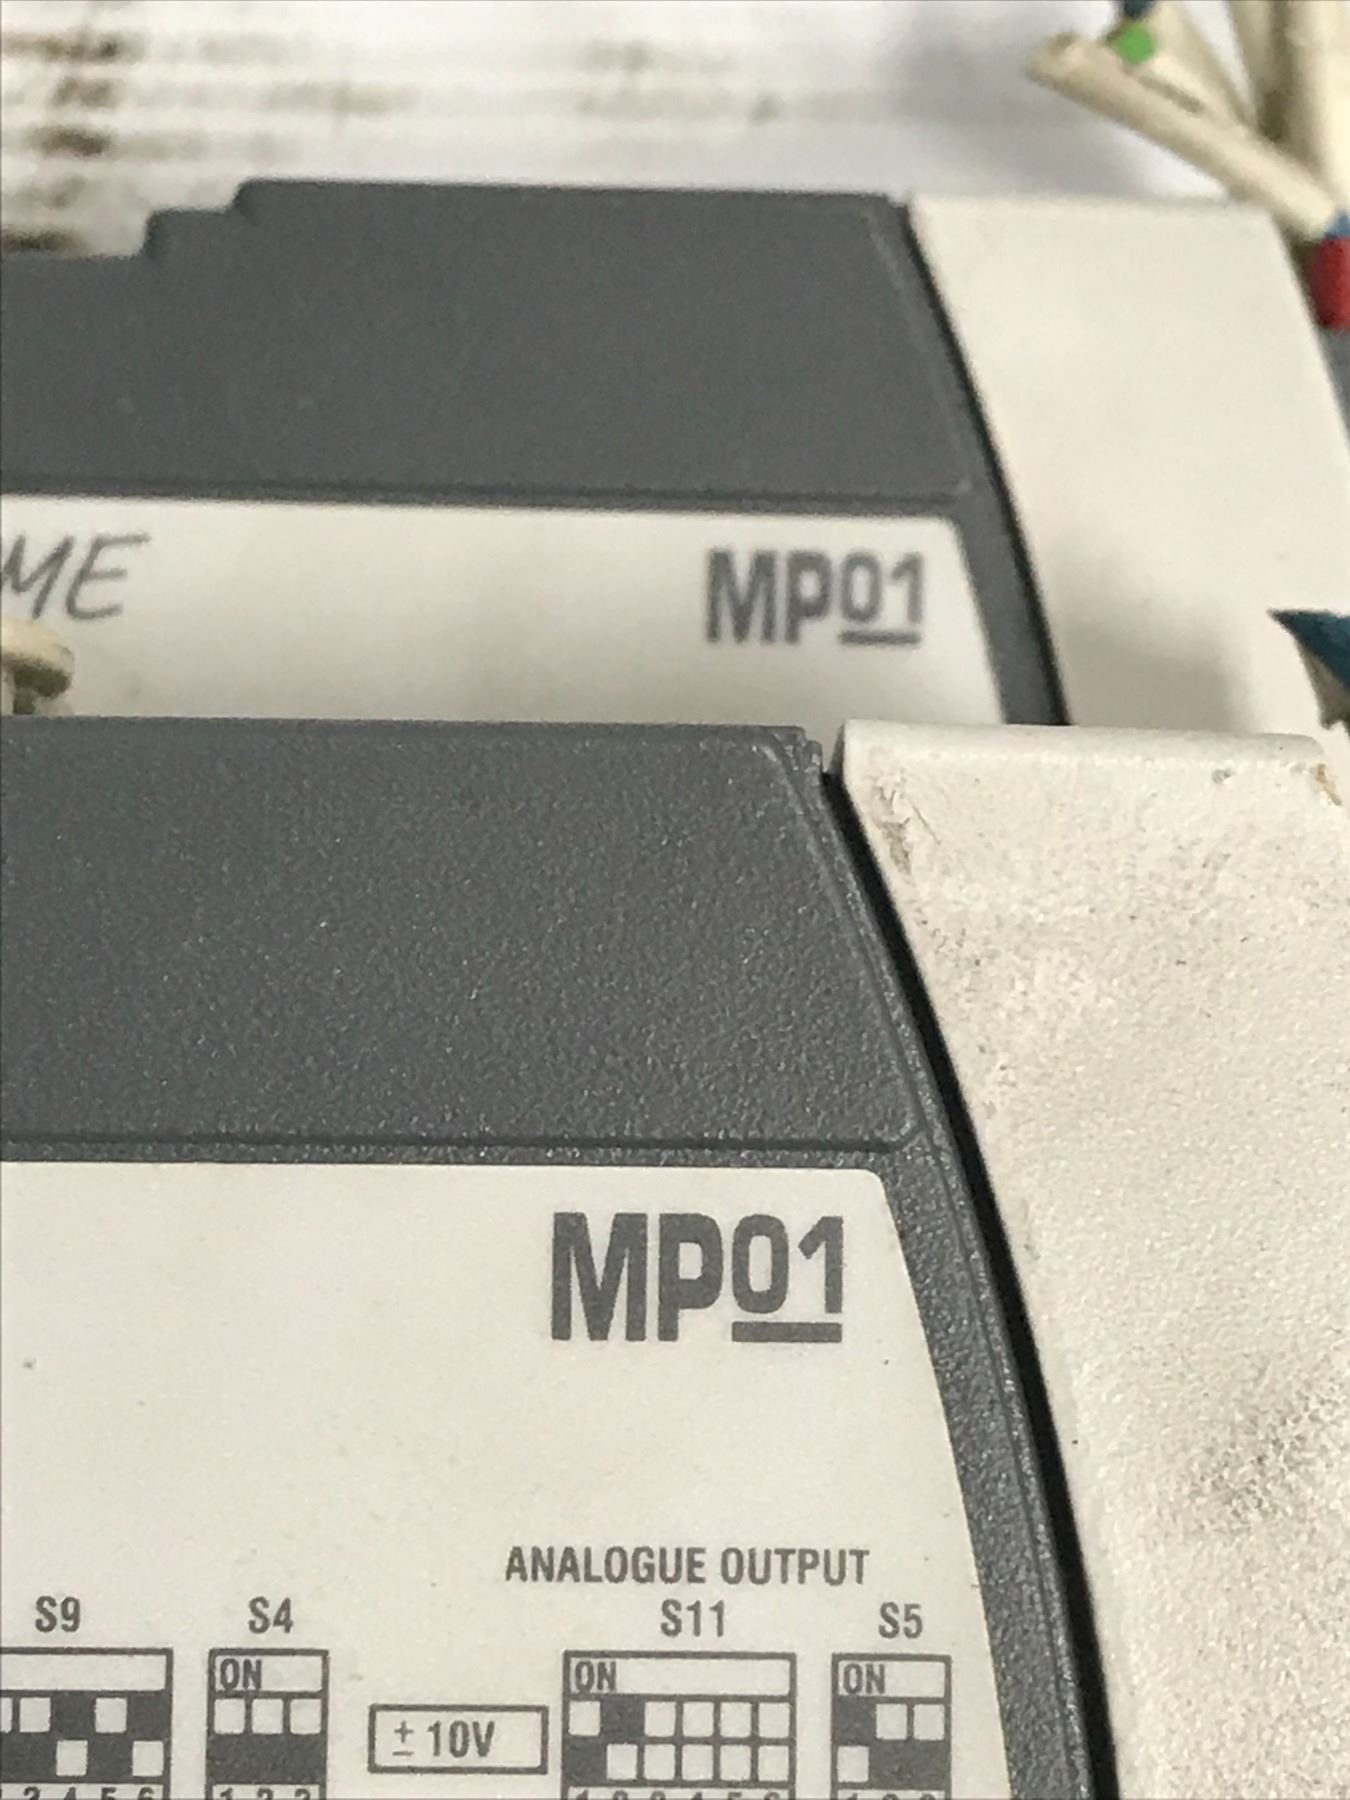 ME
MP01
MP01
ANALOGUE OUTPUT
S9 S4 S11 S5
ON ON ON
± 10V